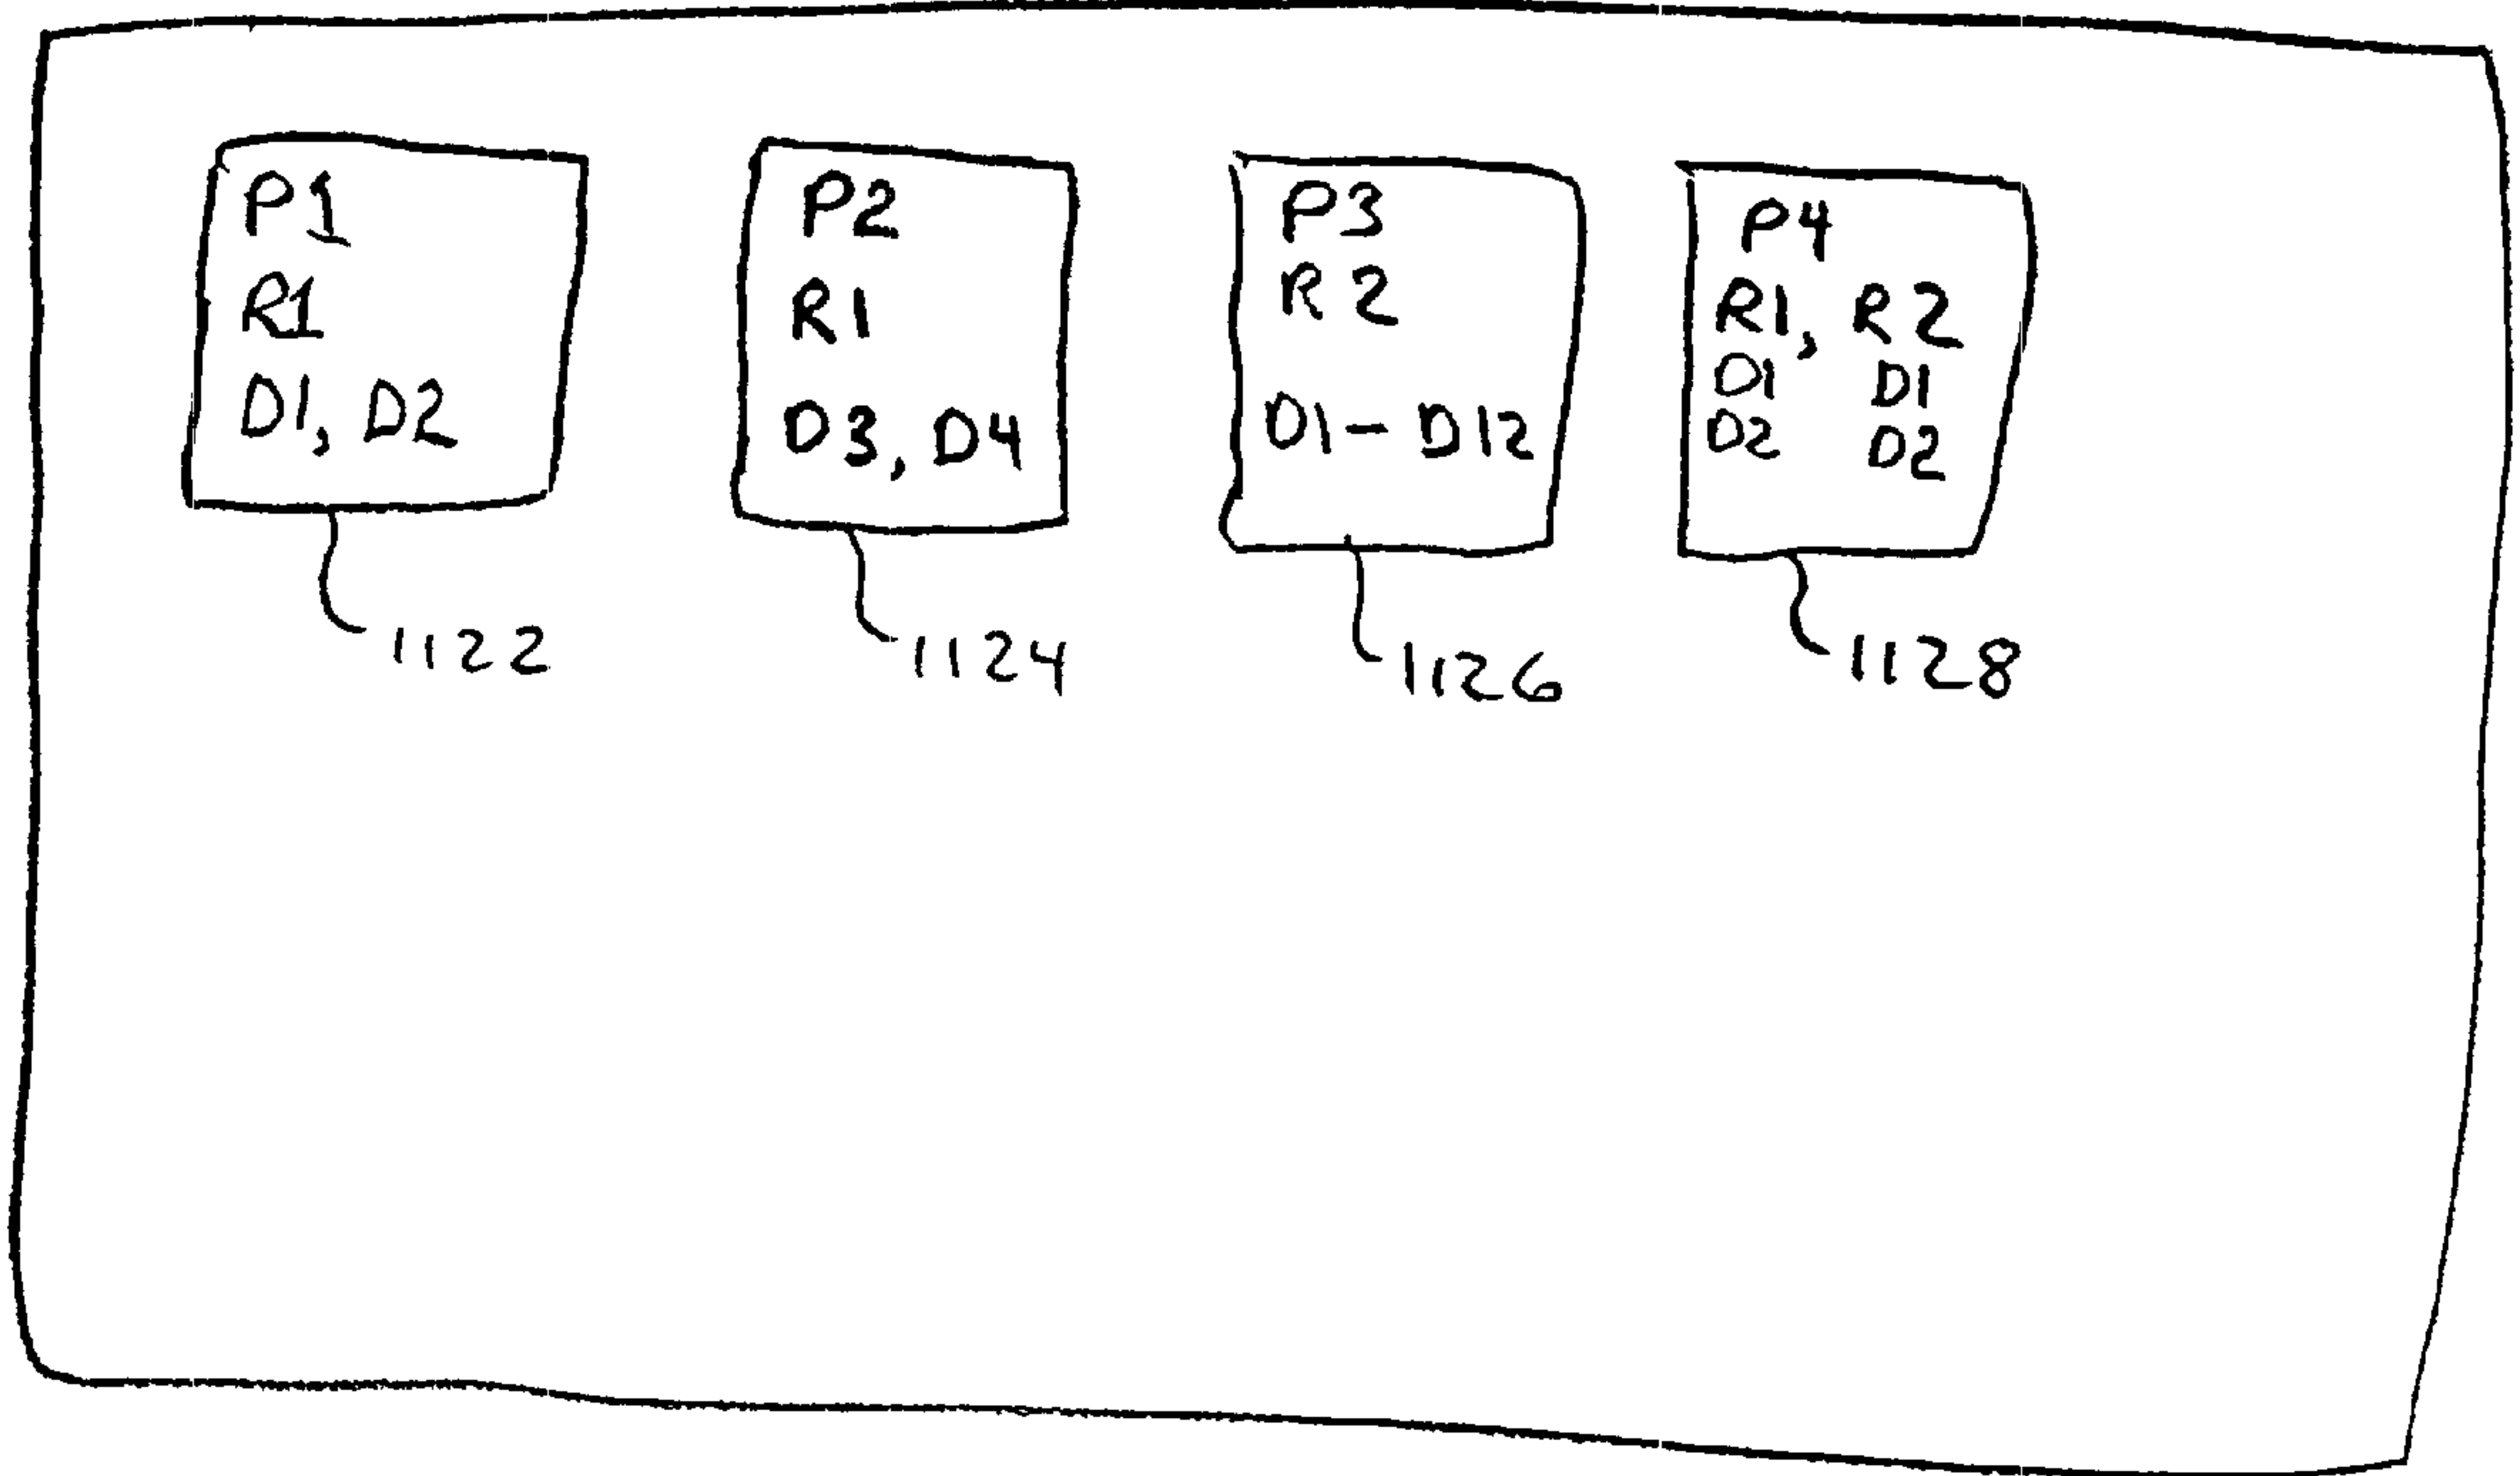 P1
R1
D1, D2
1122
P2
R1
D3, D4
1124
P3
R2
D1-D12
1126
P4
R1, R2
D1 D1
D2 D2
1128